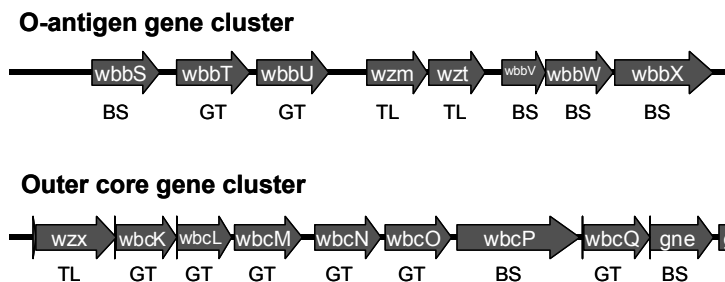 O-antigen gene cluster
wbbS wbbT wbbU wzm wzt wbbV wbbW wbbX
BS GT GT TL TL BS BS BS
Outer core gene cluster
wzx wbcK wbcL wbcM wbcN wbcO wbcP wbcQ gne
TL GT GT GT GT GT BS GT BS